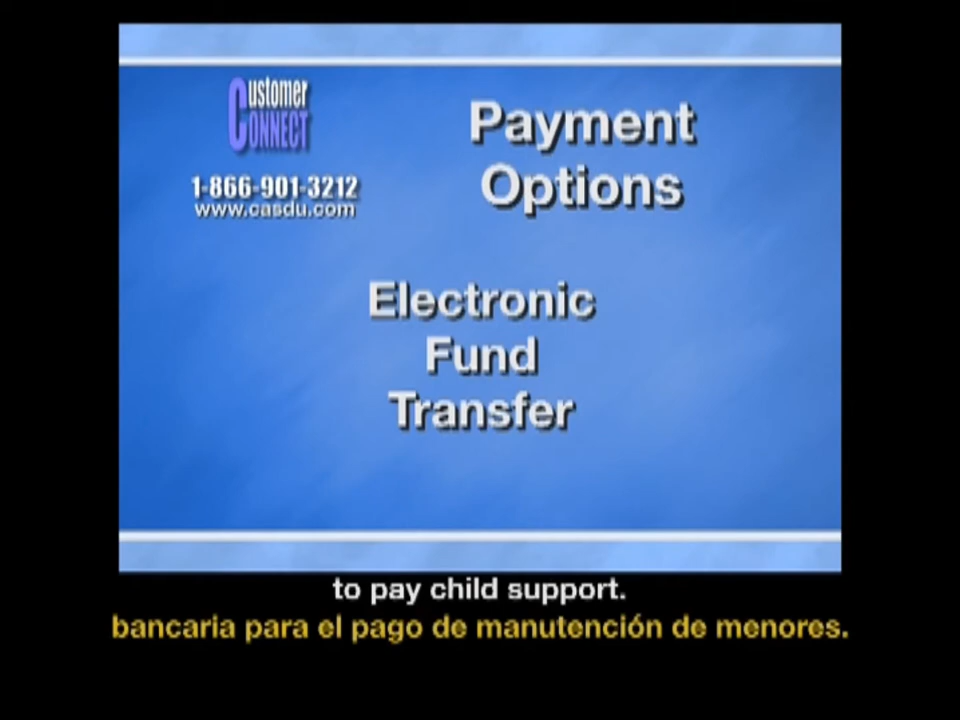 Customer
CONNECT
1-866-901-3212
www.casdu.com
Payment
Options
Electronic
Fund
Transfer
to pay child support.
bancaria para el pago de manutención de menores.